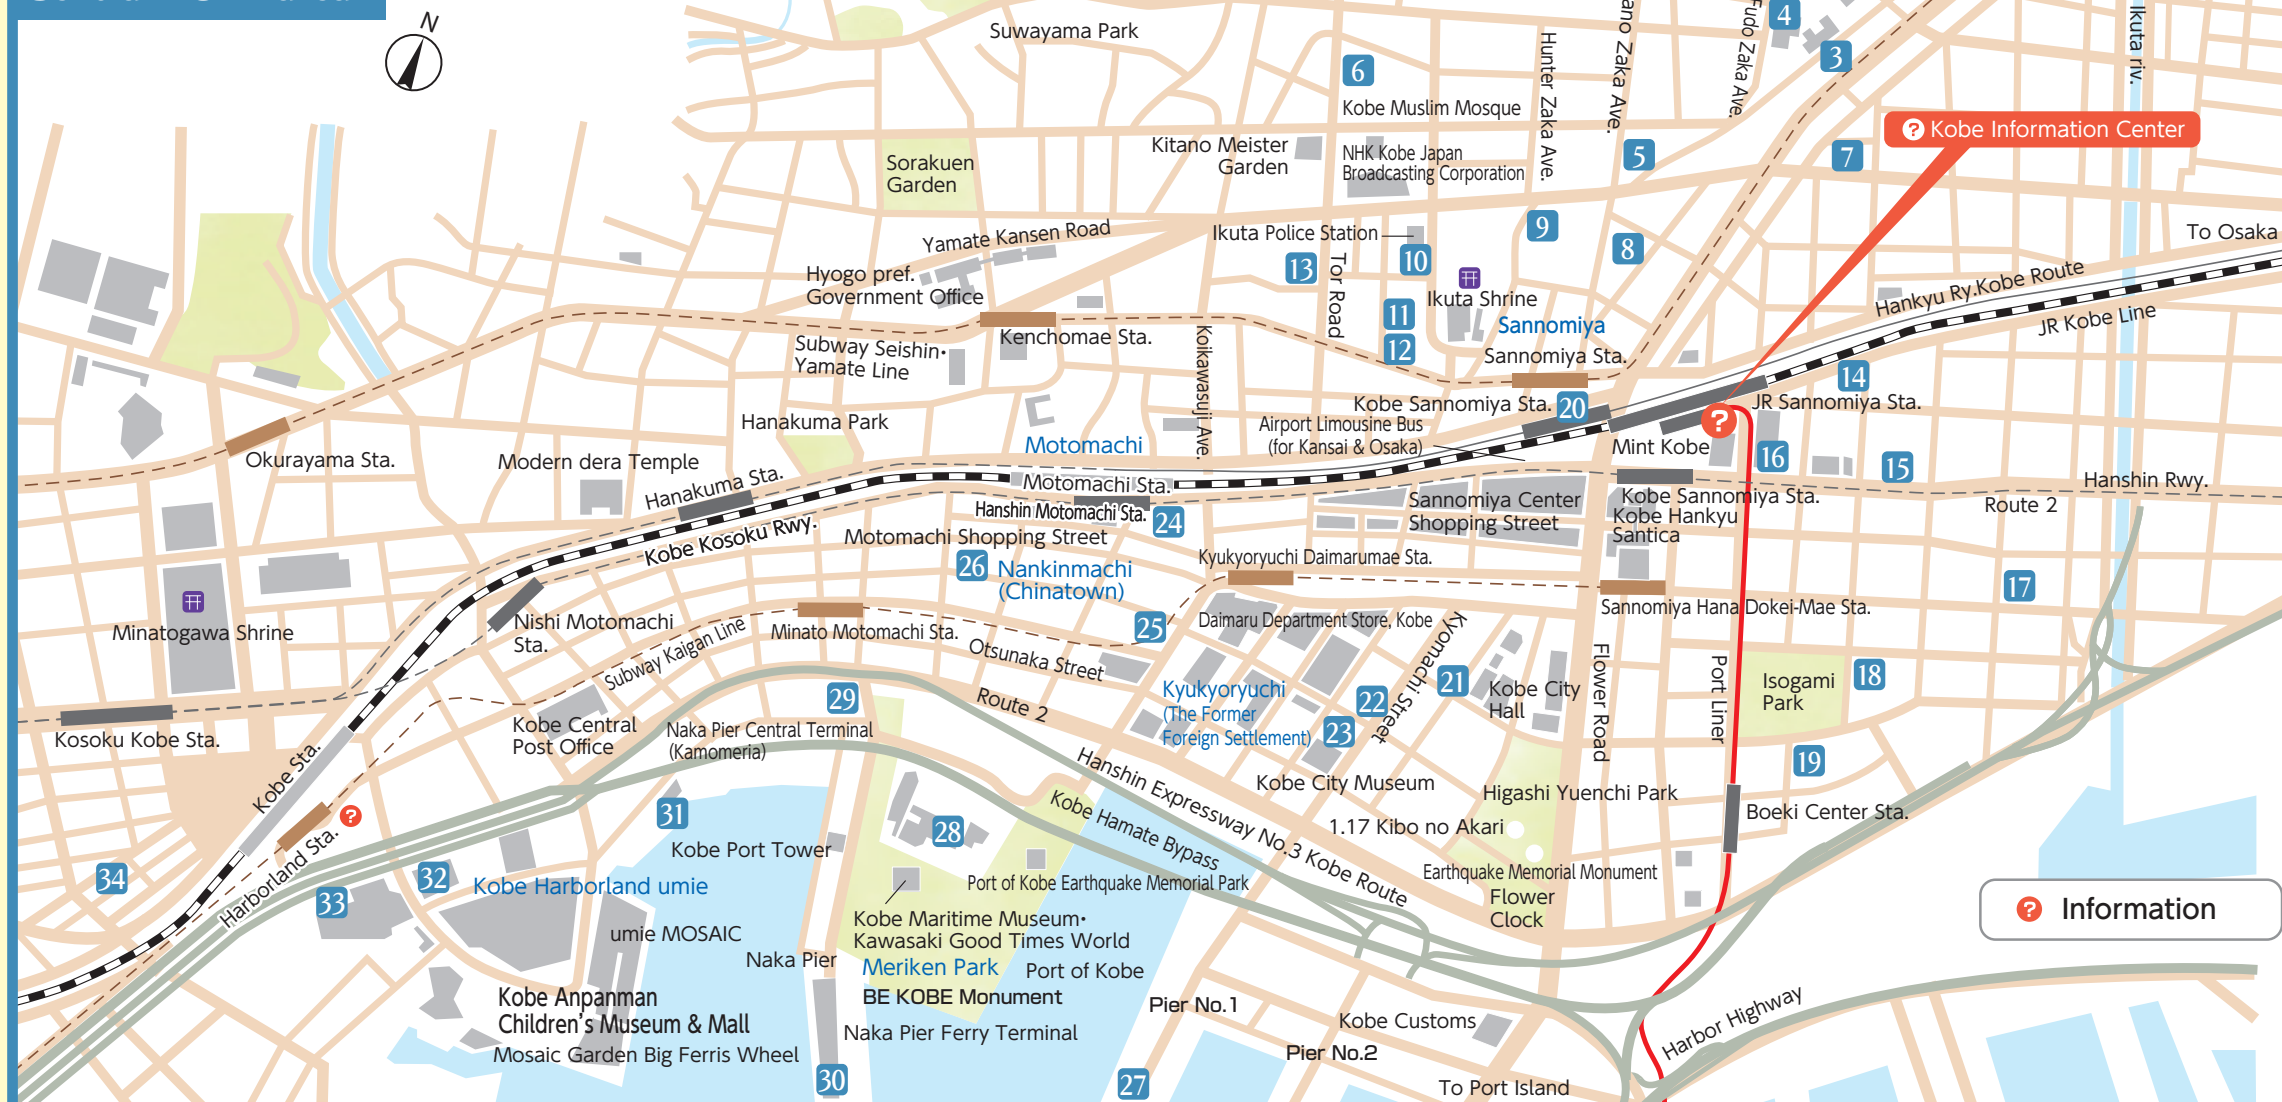 N
Suwayama Park
4
3
6
Hunter Zaka Ave.
Zaka Ave.
Fudo Zaka Ave.
Ikuta riv.
Kobe Muslim Mosque
? Kobe Information Center
Kitano Meister
Garden
NHK Kobe Japan
Broadcasting Corporation
5
7
Sorakuen
Garden
Yamate Kansen Road
Ikuta Police Station
9
8
To Osaka
10
13
Tor Road
Hyogo pref.
Government Office
Ikuta Shrine
Hankyu Ry.Kobe Route
JR Kobe Line
11
Sannomiya
12
Kenchomae Sta.
Koikawasuji Ave.
Subway Seishin・
Yamate Line
Sannomiya Sta.
14
Kobe Sannomiya Sta.
20
JR Sannomiya Sta.
Hanakuma Park
Airport Limousine Bus
(for Kansai & Osaka)
?
Mint Kobe
Motomachi
Okurayama Sta.
Modern dera Temple
16
15
Hanakuma Sta.
Motomachi Sta.
Hanshin Rwy.
Route 2
Kobe Sannomiya Sta.
Sannomiya Center
Shopping Street
Kobe Hankyu
Santica
Hanshin Motomachi Sta.
24
Kobe Kosoku Rwy.
Motomachi Shopping Street
Kyukyoryuchi Daimarumae Sta.
26
Nankinmachi
(Chinatown)
17
Sannomiya Hana Dokei-Mae Sta.
Minatogawa Shrine
Nishi Motomachi
Sta.
Minato Motomachi Sta.
25
Daimaru Department Store, Kobe
Subway Kaigan Line
Otsunaka Street
Kyomachi Street
Flower Road
Port Liner
21
Kobe City
Hall
Isogami
Park
18
Kyukyoryuchi
(The Former
Foreign Settlement)
22
23
29
Route 2
Kobe Central
Post Office
Naka Pier Central Terminal
(Kamomeria)
Kosoku Kobe Sta.
Kobe Sta.
19
Hanshin Expressway No.3 Kobe Route
Kobe City Museum
Higashi Yuenchi Park
Boeki Center Sta.
?
31
Kobe Hamate Bypass
1.17 Kibo no Akari
28
Kobe Port Tower
Harborland Sta.
34
32
33
Kobe Harborland umie
Port of Kobe Earthquake Memorial Park
Earthquake Memorial Monument
Flower
Clock
? Information
Kobe Maritime Museum・
Kawasaki Good Times World
umie MOSAIC
Naka Pier
Meriken Park
Port of Kobe
BE KOBE Monument
Kobe Anpanman
Children’s Museum & Mall
Mosaic Garden Big Ferris Wheel
Naka Pier Ferry Terminal
Pier No.1
Kobe Customs
Harbor Highway
Pier No.2
30
27
To Port Island